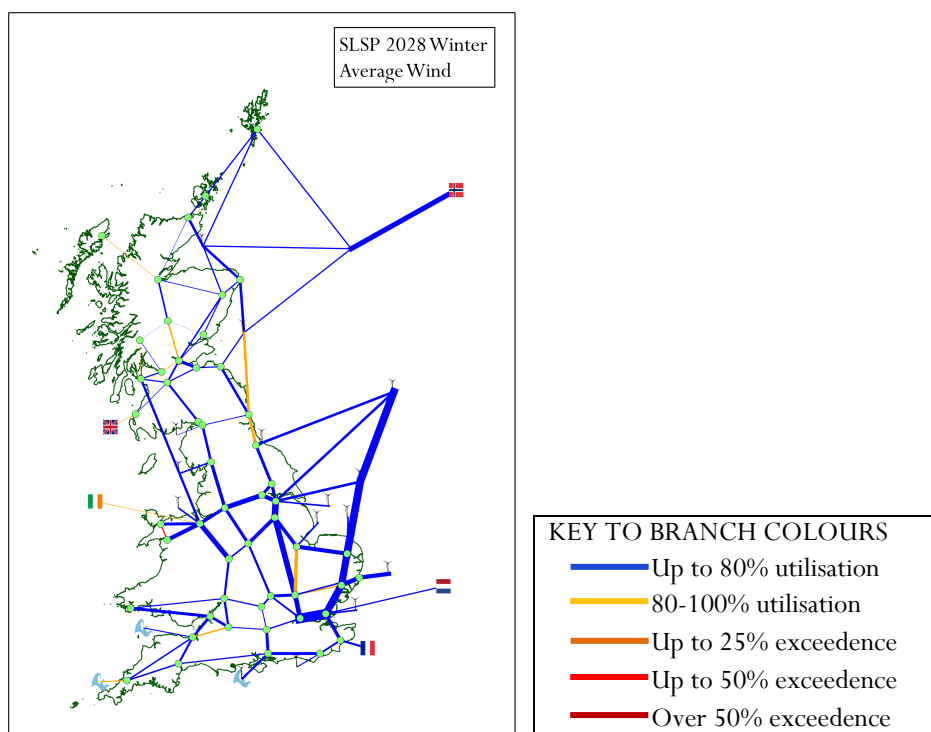 SLSP 2028 Winter
Average Wind
KEY TO BRANCH COLOURS
Up to 80% utilisation
80-100% utilisation
Up to 25% exceedence
Up to 50% exceedence
Over 50% exceedence